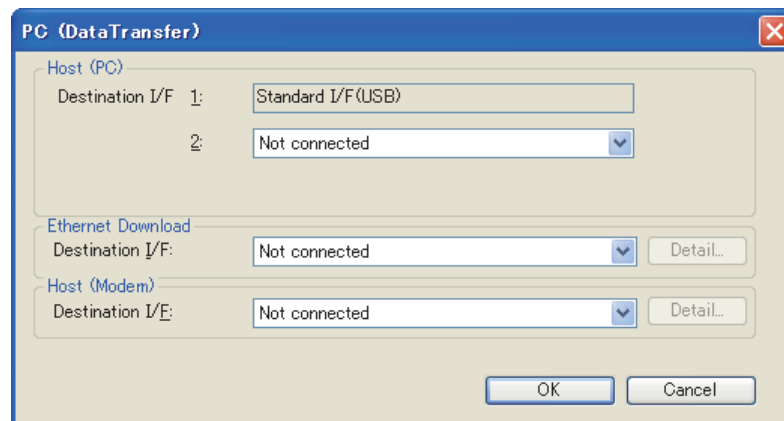 PC (DataTransfer)
Host (PC)
Destination I/F 1: Standard I/F(USB)
2: Not connected
Ethernet Download
Destination I/F: Not connected Detail...
Host (Modem)
Destination I/F: Not connected Detail...
OK Cancel